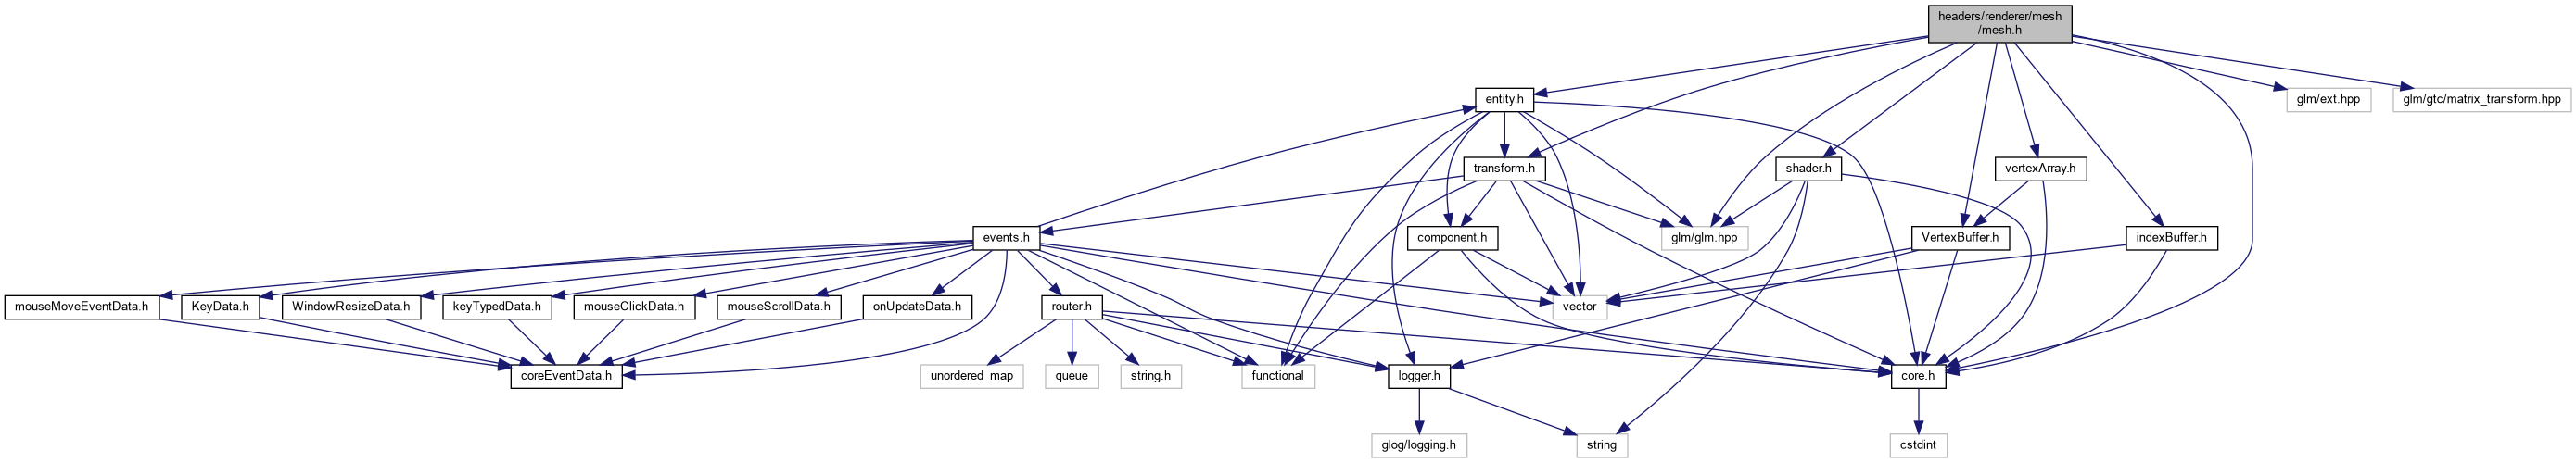 headers/renderer/mesh
/mesh.h
entity.h
glm/ext.hpp
glm/gtc/matrix_transform.hpp
transform.h
shader.h
vertexArray.h
events.h
component.h
glm/glm.hpp
VertexBuffer.h
indexBuffer.h
mouseMoveEventData.h
KeyData.h
WindowResizeData.h
keyTypedData.h
mouseClickData.h
mouseScrollData.h
onUpdateData.h
router.h
vector
coreEventData.h
unordered_map
queue
string.h
functional
logger.h
core.h
glog/logging.h
string
cstdint